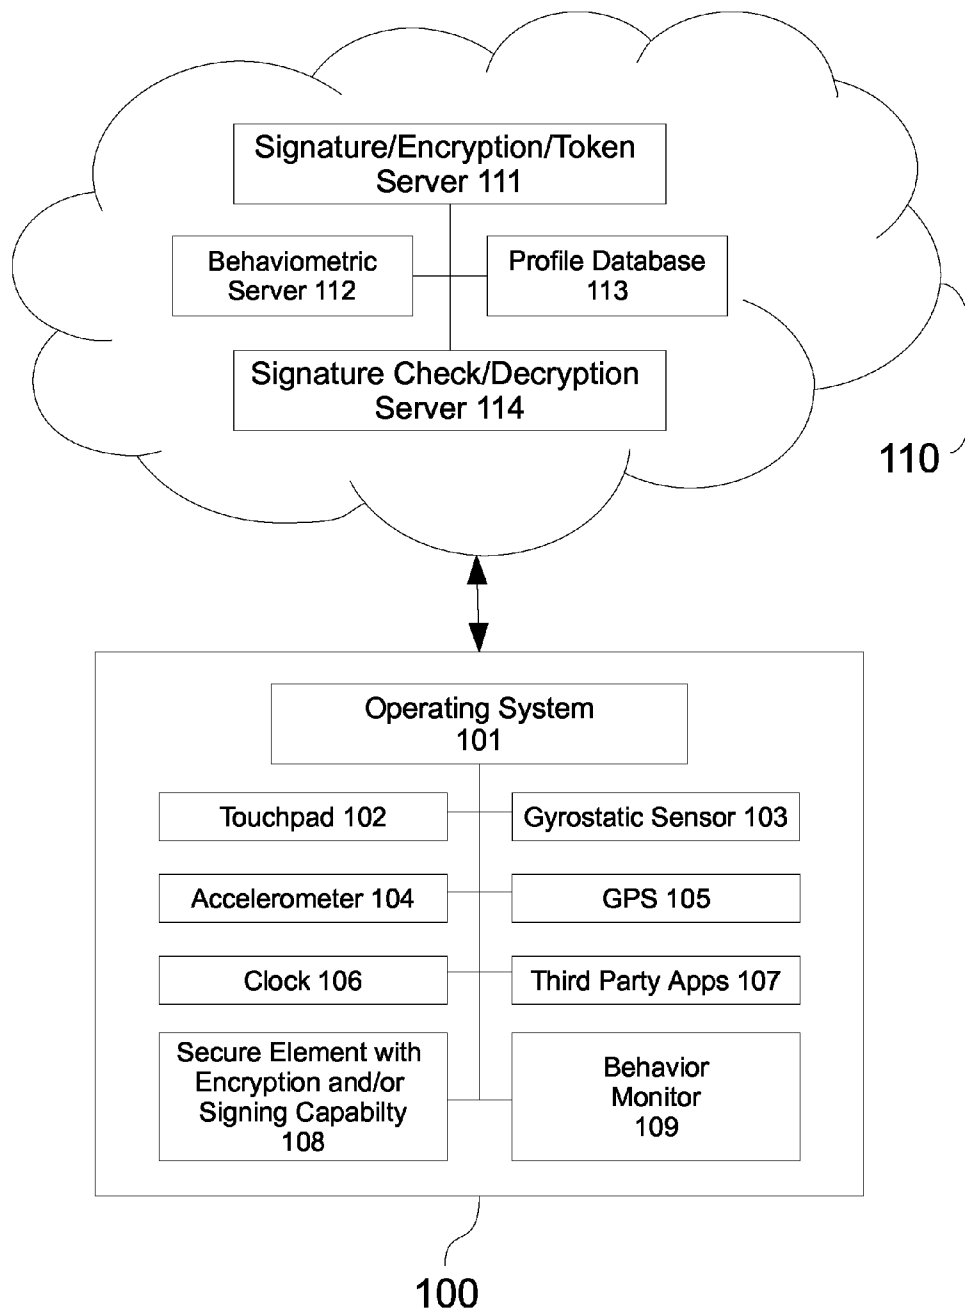 Signature/Encryption/Token
Server 111
Behaviometric
Server 112
Profile Database
113
Signature Check/Decryption
Server 114
110
Operating System
101
Touchpad 102
Gyrostatic Sensor 103
Accelerometer 104
GPS 105
Clock 106
Third Party Apps 107
Secure Element with
Encryption and/or
Signing Capabilty
108
Behavior
Monitor
109
100